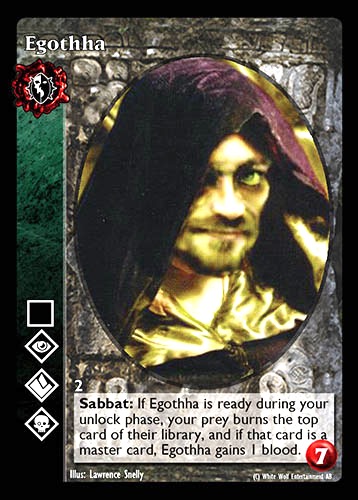 Egothha
2
Sabbat: If Egothha is ready during your
unlock phase, your prey burns the top
card of their library, and if that card is a
master card, Egothha gains 1 blood.
7
Illus: Lawrence Snelly
(C) White Wolf Entertainment AB